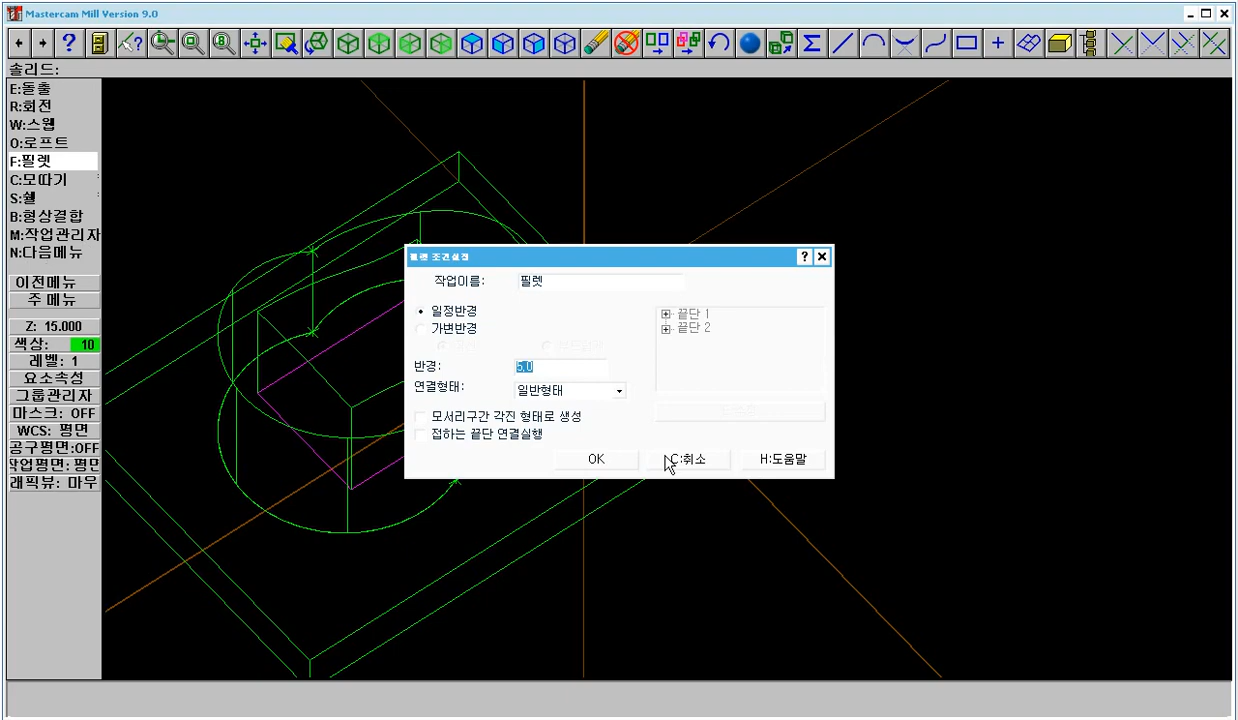 Mastercam Mill Version 9.0
솔리드:
E:돌출
R:회전
W:스웹
O:로프트
F:필렛
C:모따기
S:쉘
B:형상결합
M:작업관리자
N:다음메뉴
이전메뉴
주 메뉴
Z: 15.000
색상: 10
레벨: 1
요소속성
그룹관리자
마스크: OFF
WCS: 평면
공구평면:OFF
작업평면: 평면
래픽뷰: 마우
필렛 조건설정
작업이름: 필렛
일정반경
가변반경
반경: 5.0
연결형태: 일반형태
모서리구간 각진 형태로 생성
접하는 끝단 연결실행
끝단 1
끝단 2
OK
C:취소
H:도움말